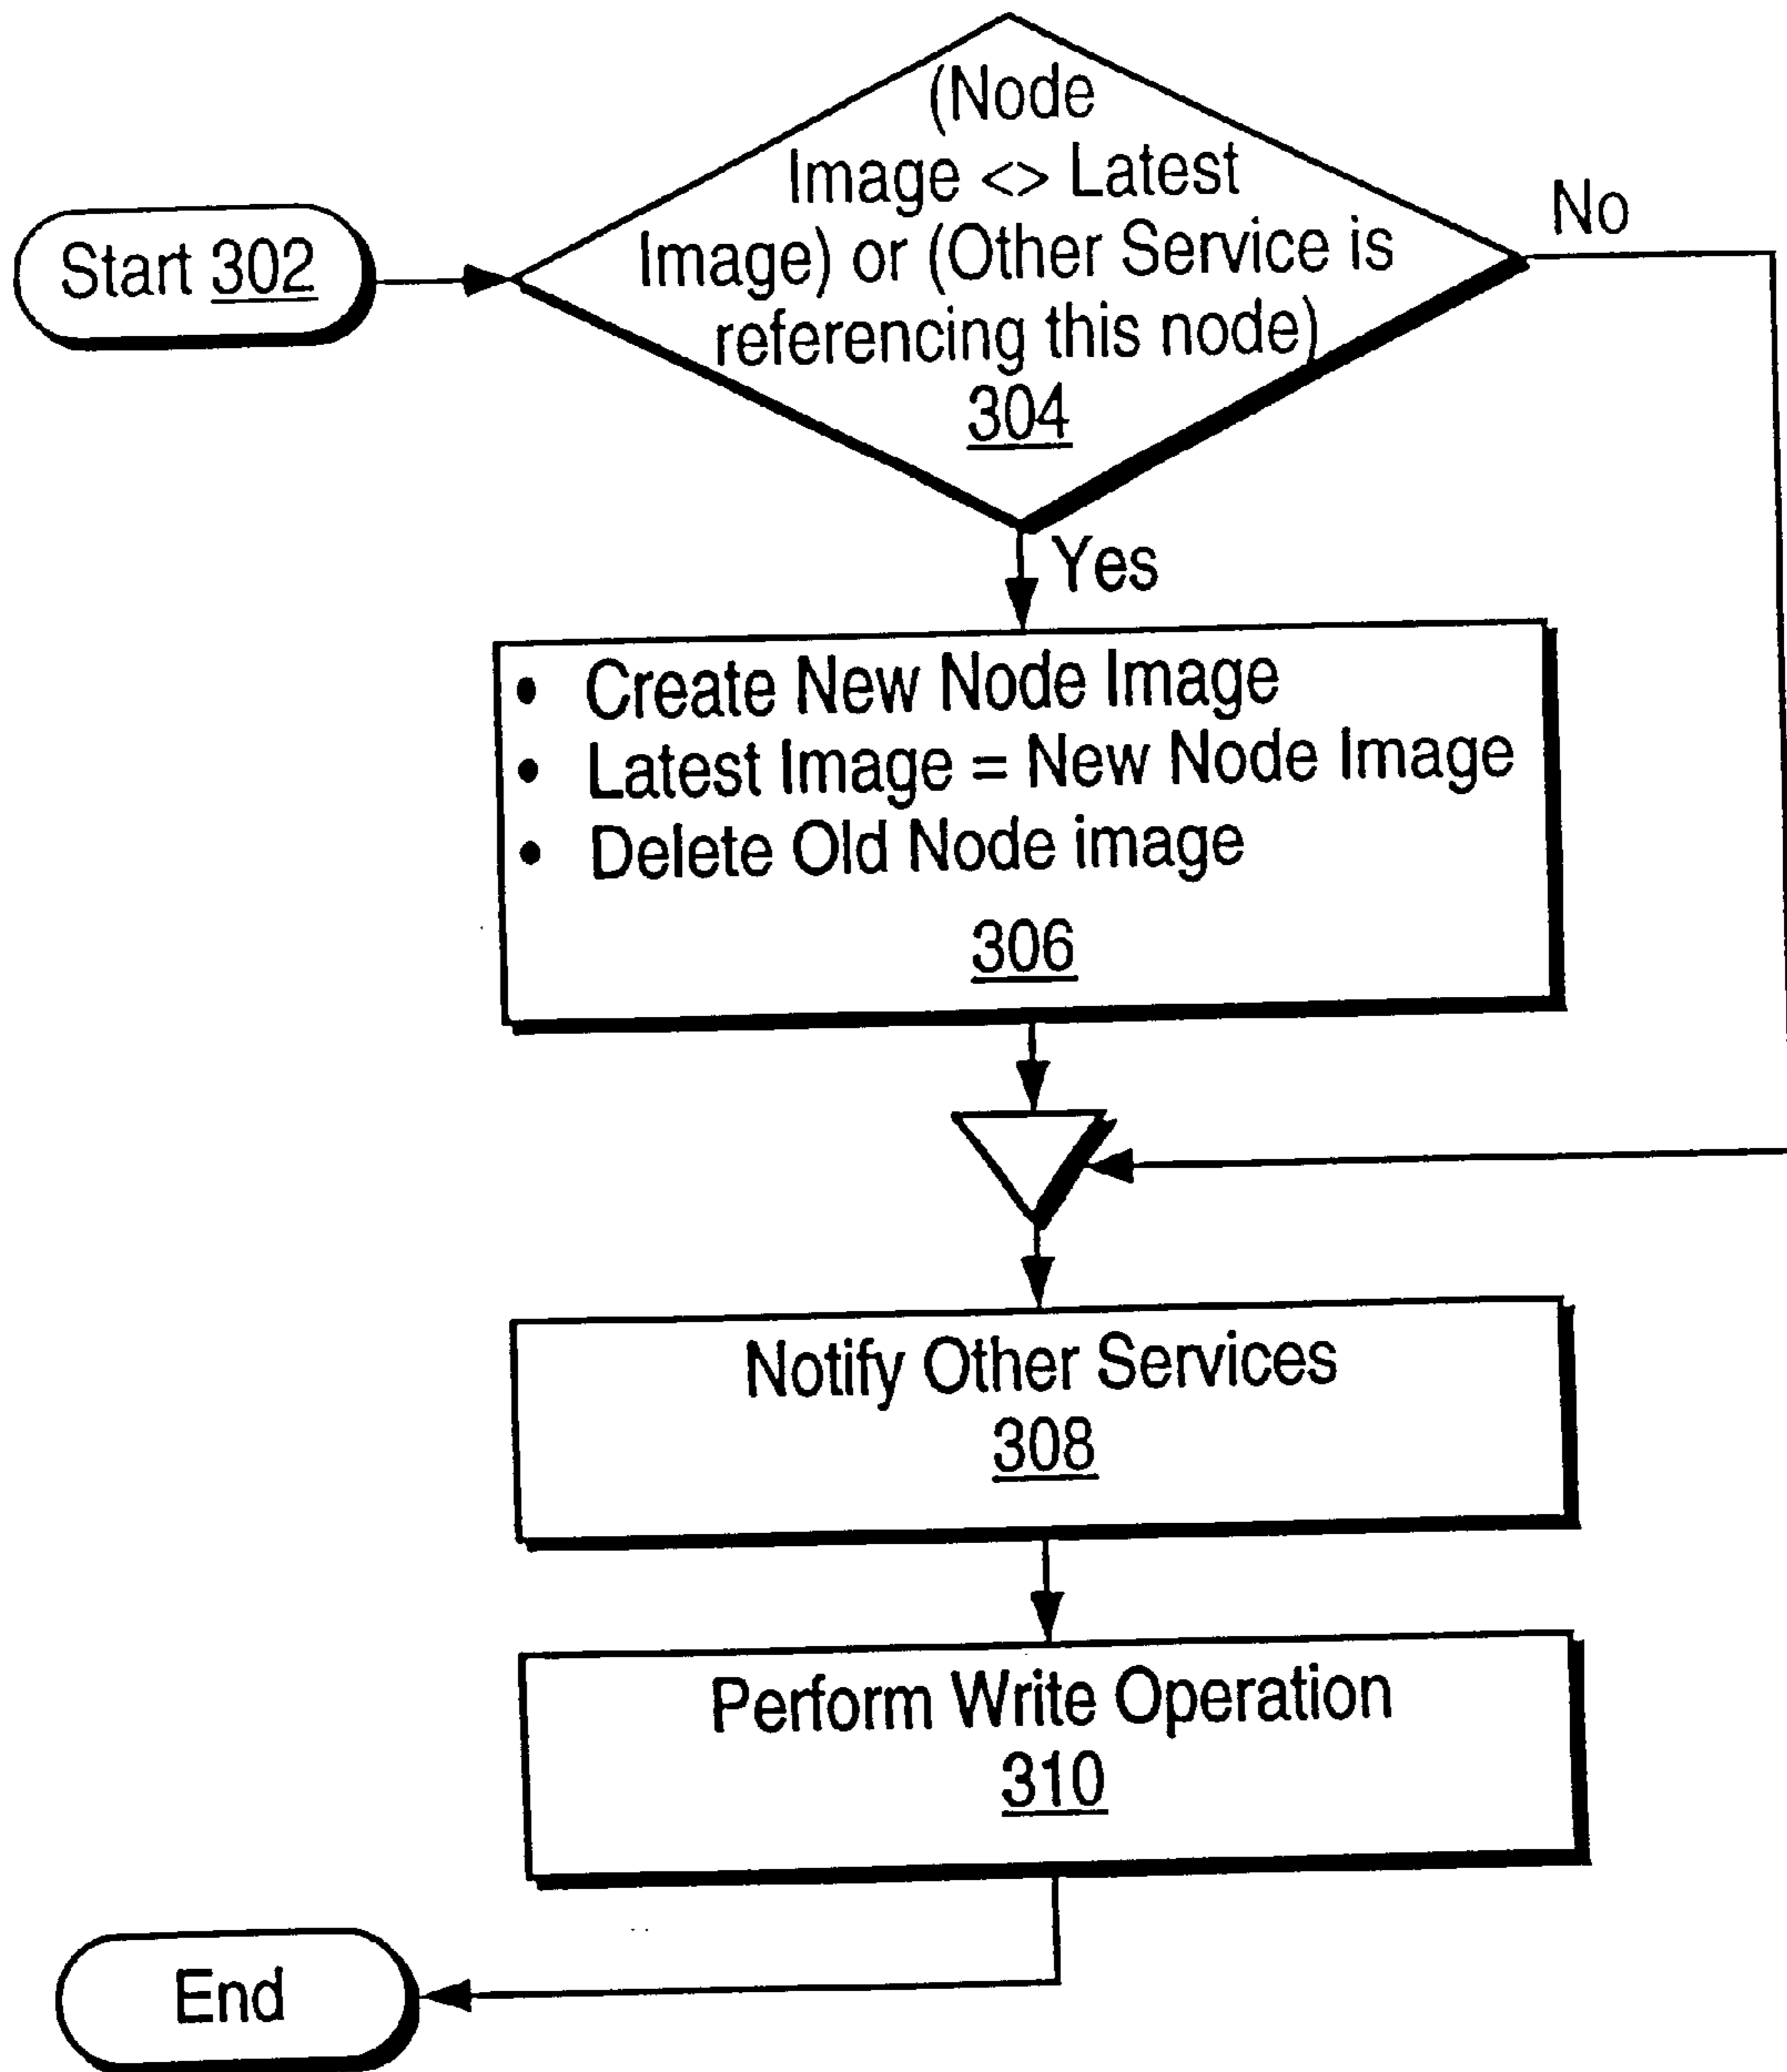 Start 302
(Node
Image <> Latest
Image) or (Other Service is
referencing this node)
304
No
Yes
• Create New Node Image
• Latest Image = New Node Image
• Delete Old Node image
306
Notify Other Services
308
Perform Write Operation
310
End